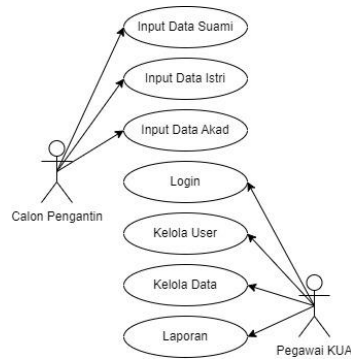 Input Data Suami
Input Data Istri
Input Data Akad
Login
Calon Pengantin
Kelola User
Kelola Data
Laporan
Pegawai KUA